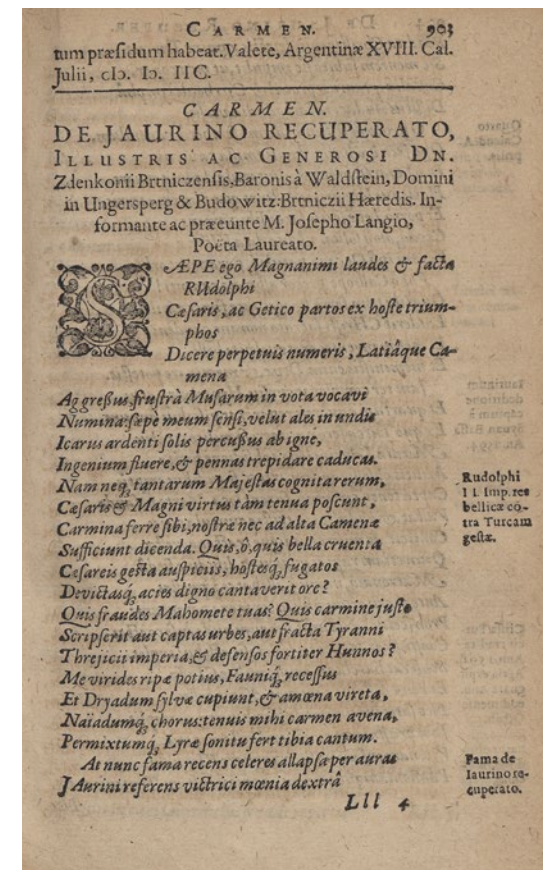 CARMEN. 903
tum præsidum habeat. Valete, Argentinæ XVIII. Cal.
Julii, cIↄ. Iↄ. IIC.
CARMEN.
DE JAURINO RECUPERATO,
ILLUSTRIS AC GENEROSI DN.
Zdenkonii Brtniczensis, Baronis à Waldstein, Domini
in Ungersperg & Budowitz: Brtniczii Hæredis. In-
formante ac præeunte M. Josepho Langio,
Poëta Laureato.
SÆPE ego Magnanimi laudes & facta
RUdolphi
Cæsaris, ac Getico partos ex hoste trium-
phos
Dicere perpetuis numeris, Latiâque Ca-
mena
Aggreßus, frustrà Musarum in vota vocavi
Numina: sæpè meum sensi, velut ales in undis
Icarus ardenti solis percußus ab igne,
Ingenium fluere, & pennas trepidare caducas.
Nam neq; tantarum Majestas cognita rerum,
Cæsaris & Magni virtus tàm tenua poscunt,
Carmina ferre sibi, nostræ nec ad alta Camenæ
Sufficiunt dicenda. Quis, ô, quis bella cruenta
Cæsareis gesta auspiciis, hostesq; fugatos
Devictasq; acies digno cantaverit ore?
Quis fraudes Mahomete tuas? Quis carmine justo
Scripserit aut captas urbes, aut fracta Tyranni
Threjicii imperia, & defensos fortiter Hunnos?
Me virides ripæ potius, Fauniq; recessus
Et Dryadum sylvæ cupiunt, & amœna vireta,
Naïadumq; chorus: tenuis mihi carmen avena,
Permixtumq; Lyræ sonitu fert tibia cantum.
At nunc fama recens celeres allapsa per auras
JAurini referens victrici mœnia dextrâ
Lll 4
Rudolphi
II. Imp. res
bellicæ co-
tra Turcam
gestæ.
Fama de
Iaurino re-
cuperato.